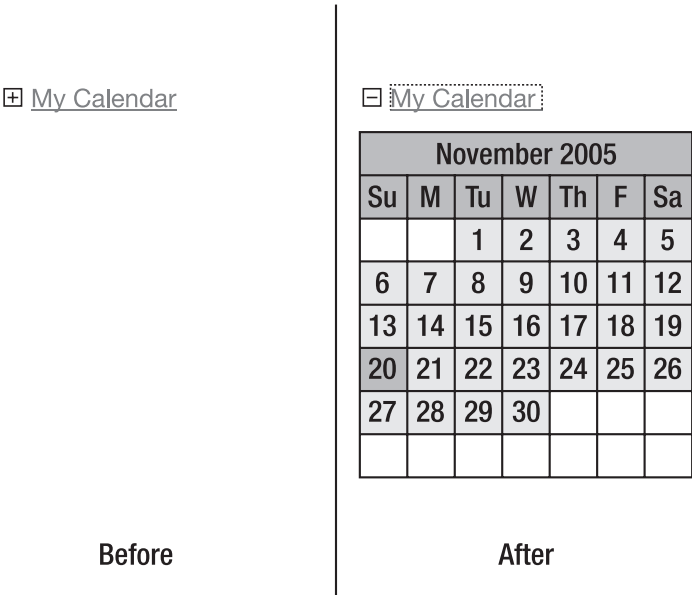 My Calendar
Before
My Calendar
November 2005
Su M Tu W Th F Sa
1 2 3 4 5
6 7 8 9 10 11 12
13 14 15 16 17 18 19
20 21 22 23 24 25 26
27 28 29 30
After